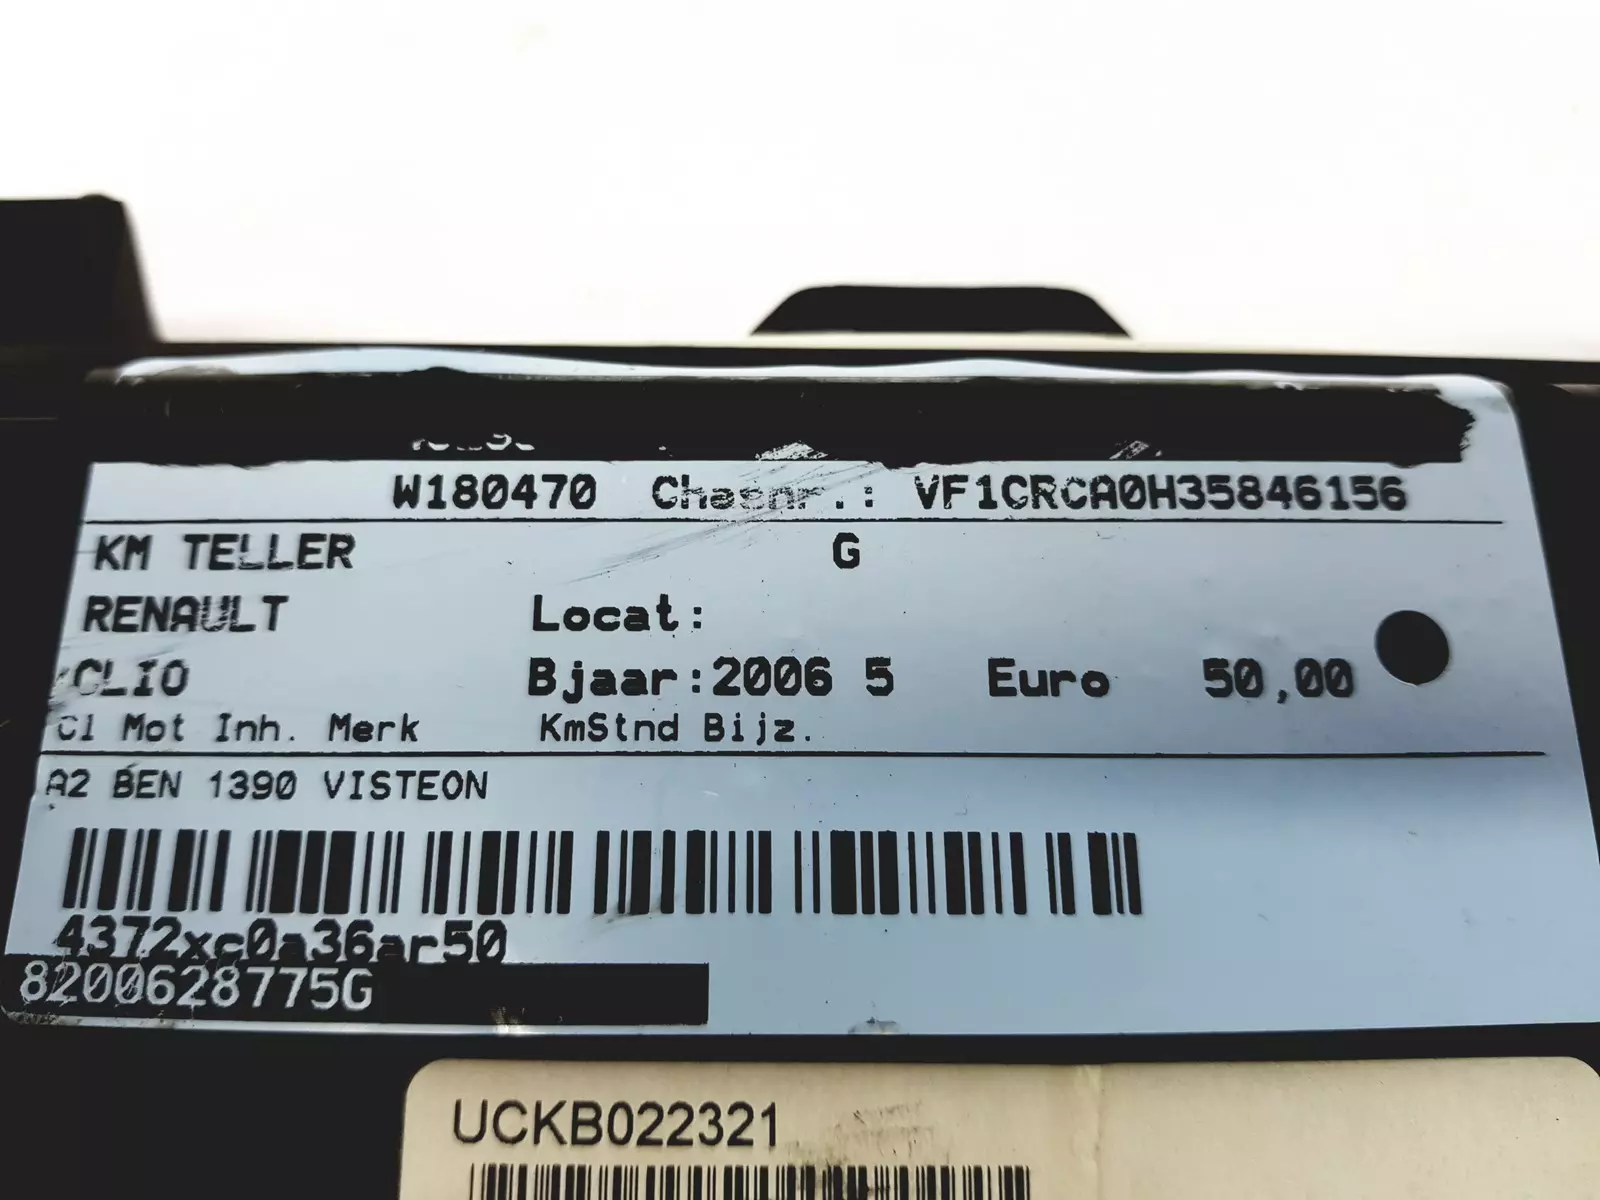 W180470 Chasnr.: VF1CRCA0H35846156
KM TELLER G
RENAULT Locat:
CLIO Bjaar:2006 5 Euro 50,00
Cl Mot Inh. Merk KmStnd Bijz.
A2 BEN 1390 VISTEON
4372xc0a36ar50
8200628775G
UCKB022321